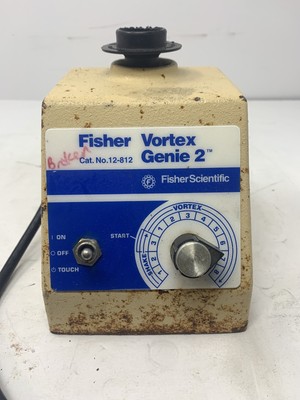 Fisher Vortex
Cat. No. 12-812 Genie 2™
Broken
F FisherScientific
VORTEX
START
SHAKE
1 2 3 1 2 3 4 5 6 7 8
I ON
O OFF
TOUCH